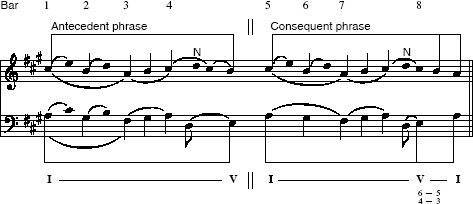 Bar 1 2 3 4 5 6 7 8
Antecedent phrase Consequent phrase
N N
I V I V I
6 – 5
4 – 3